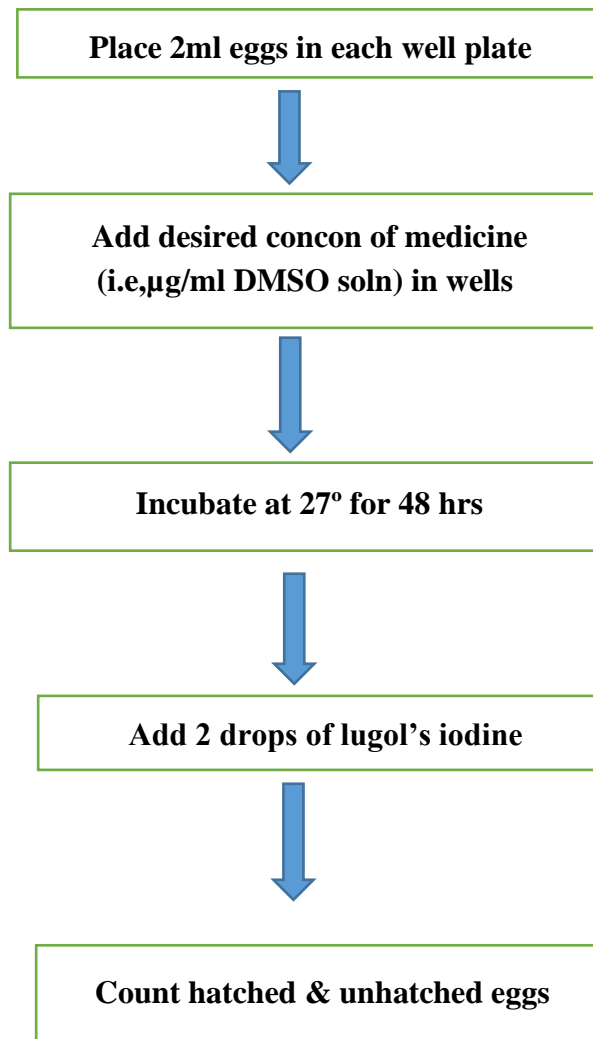 Place 2ml eggs in each well plate
Add desired concon of medicine
(i.e,µg/ml DMSO soln) in wells
Incubate at 27º for 48 hrs
Add 2 drops of lugol’s iodine
Count hatched & unhatched eggs